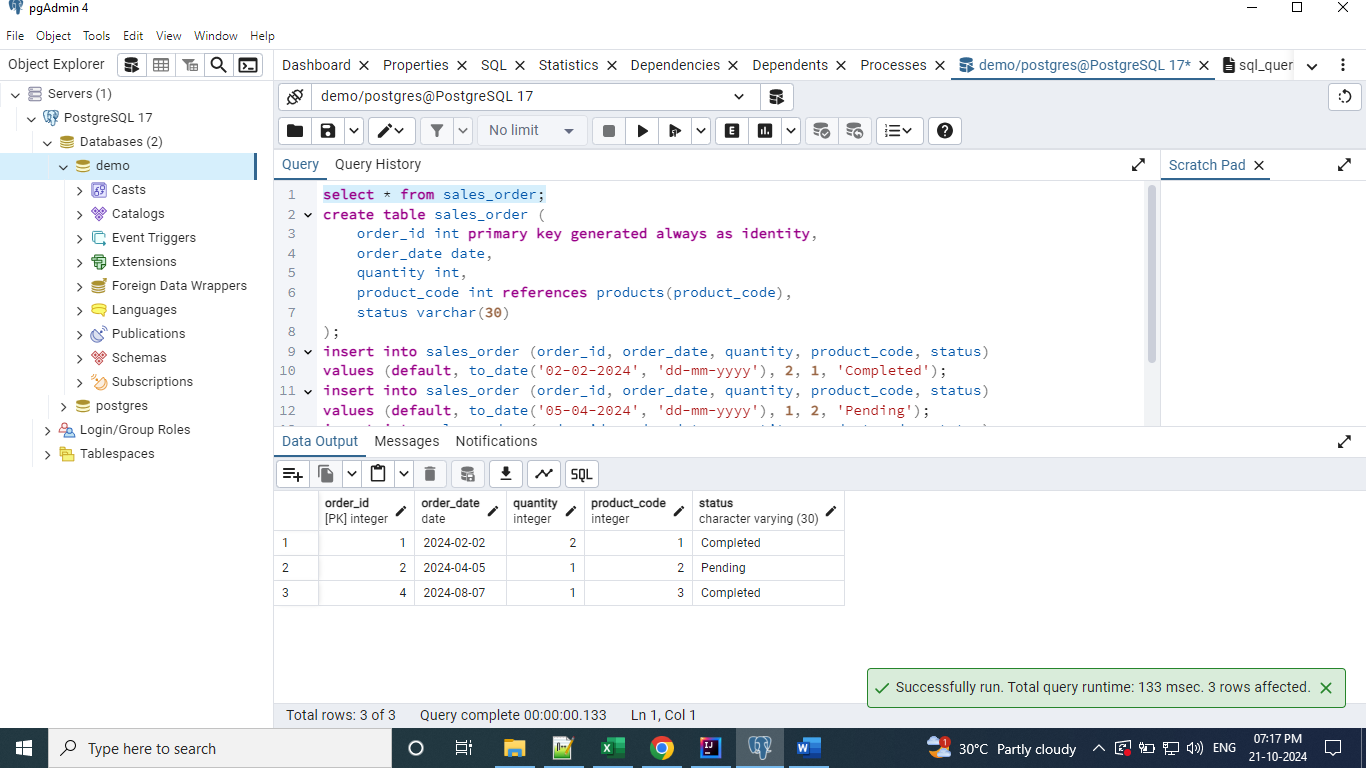 pgAdmin 4
File Object Tools Edit View Window Help
Object Explorer
Dashboard Properties SQL Statistics Dependencies Dependents Processes demo/postgres@PostgreSQL 17* sql_quer
Servers (1)
PostgreSQL 17
Databases (2)
demo
Casts
Catalogs
Event Triggers
Extensions
Foreign Data Wrappers
Languages
Publications
Schemas
Subscriptions
postgres
Login/Group Roles
Tablespaces
demo/postgres@PostgreSQL 17
No limit E
Query Query History
Scratch Pad
1 select * from sales_order;
2 create table sales_order (
3 order_id int primary key generated always as identity,
4 order_date date,
5 quantity int,
6 product_code int references products(product_code),
7 status varchar(30)
8 );
9 insert into sales_order (order_id, order_date, quantity, product_code, status)
10 values (default, to_date('02-02-2024', 'dd-mm-yyyy'), 2, 1, 'Completed');
11 insert into sales_order (order_id, order_date, quantity, product_code, status)
12 values (default, to_date('05-04-2024', 'dd-mm-yyyy'), 1, 2, 'Pending');
Data Output Messages Notifications
SQL
order_id order_date quantity product_code status
[PK] integer date integer integer character varying (30)
1 1 2024-02-02 2 1 Completed
2 2 2024-04-05 1 2 Pending
3 4 2024-08-07 1 3 Completed
Successfully run. Total query runtime: 133 msec. 3 rows affected.
Total rows: 3 of 3 Query complete 00:00:00.133 Ln 1, Col 1
Type here to search
1 30°C Partly cloudy ENG 07:17 PM
21-10-2024